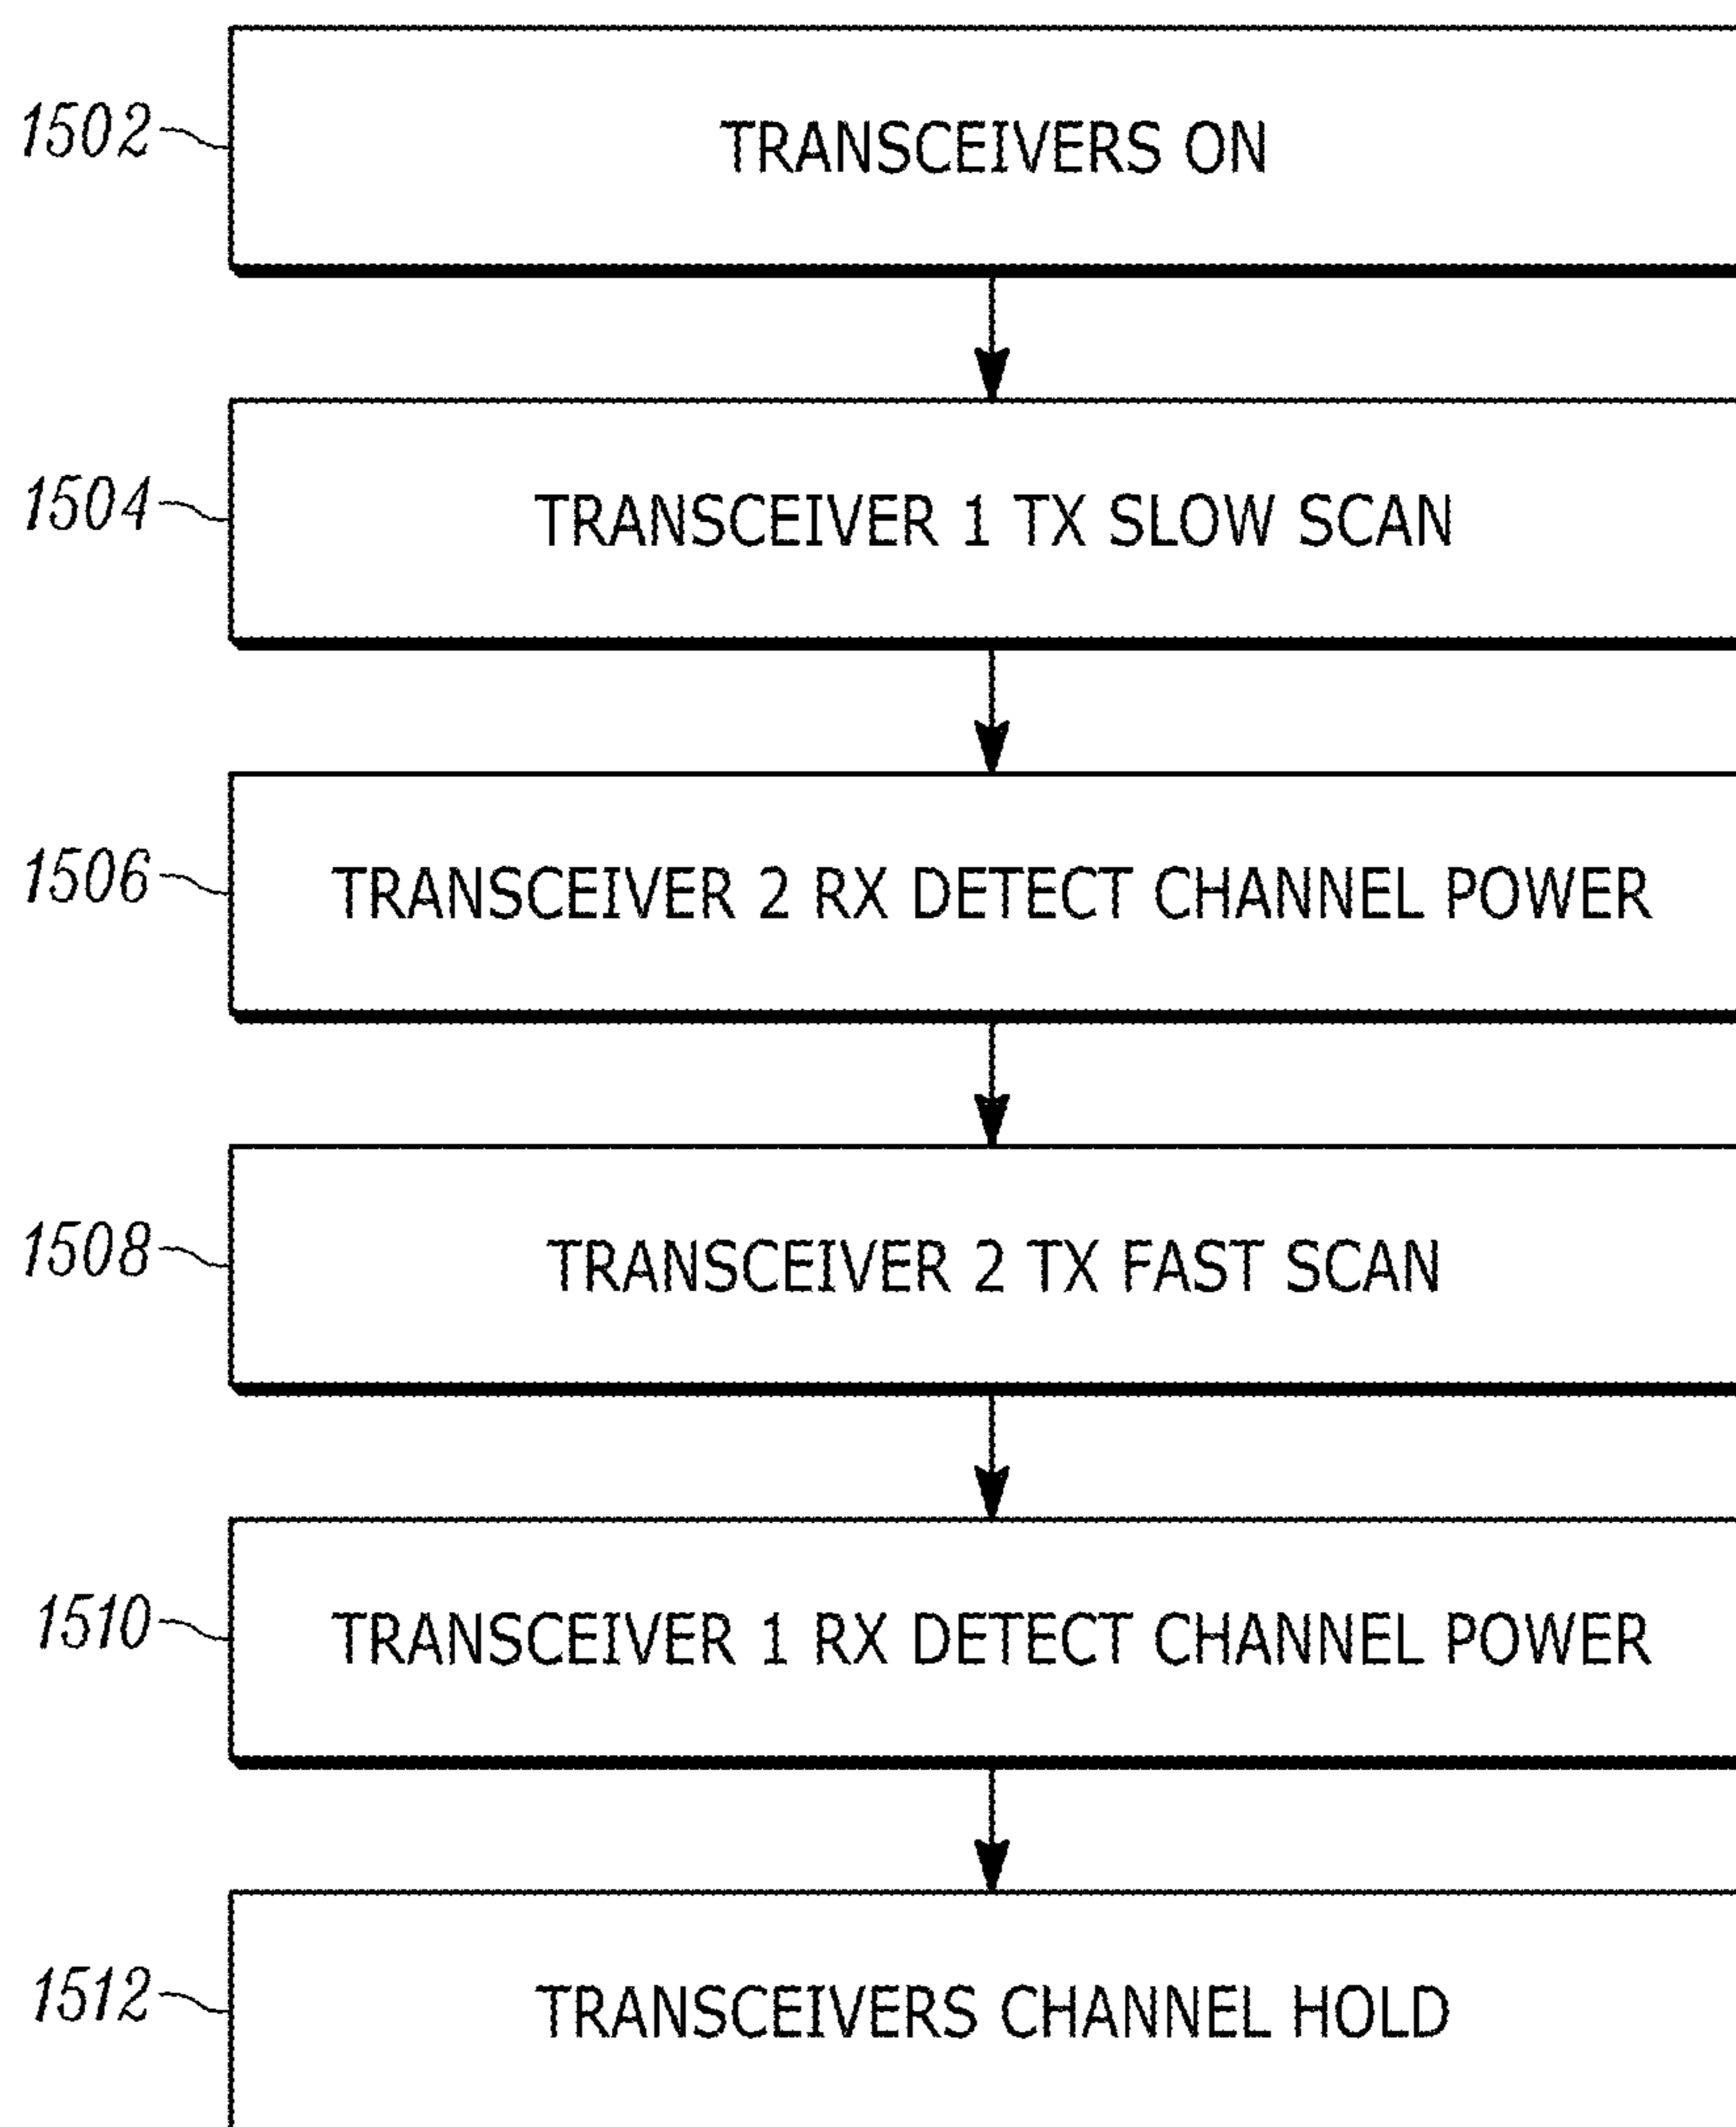 1502 TRANSCEIVERS ON
1504 TRANSCEIVER 1 TX SLOW SCAN
1506 TRANSCEIVER 2 RX DETECT CHANNEL POWER
1508 TRANSCEIVER 2 TX FAST SCAN
1510 TRANSCEIVER 1 RX DETECT CHANNEL POWER
1512 TRANSCEIVERS CHANNEL HOLD